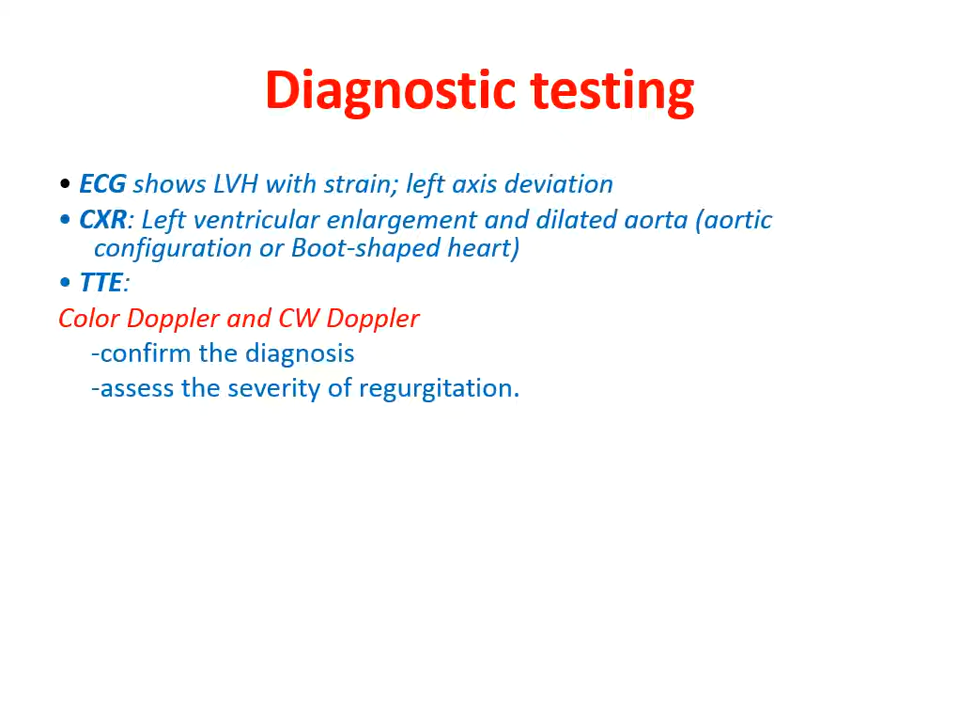 Diagnostic testing
• ECG shows LVH with strain; left axis deviation
• CXR: Left ventricular enlargement and dilated aorta (aortic
configuration or Boot-shaped heart)
• TTE:
Color Doppler and CW Doppler
-confirm the diagnosis
-assess the severity of regurgitation.